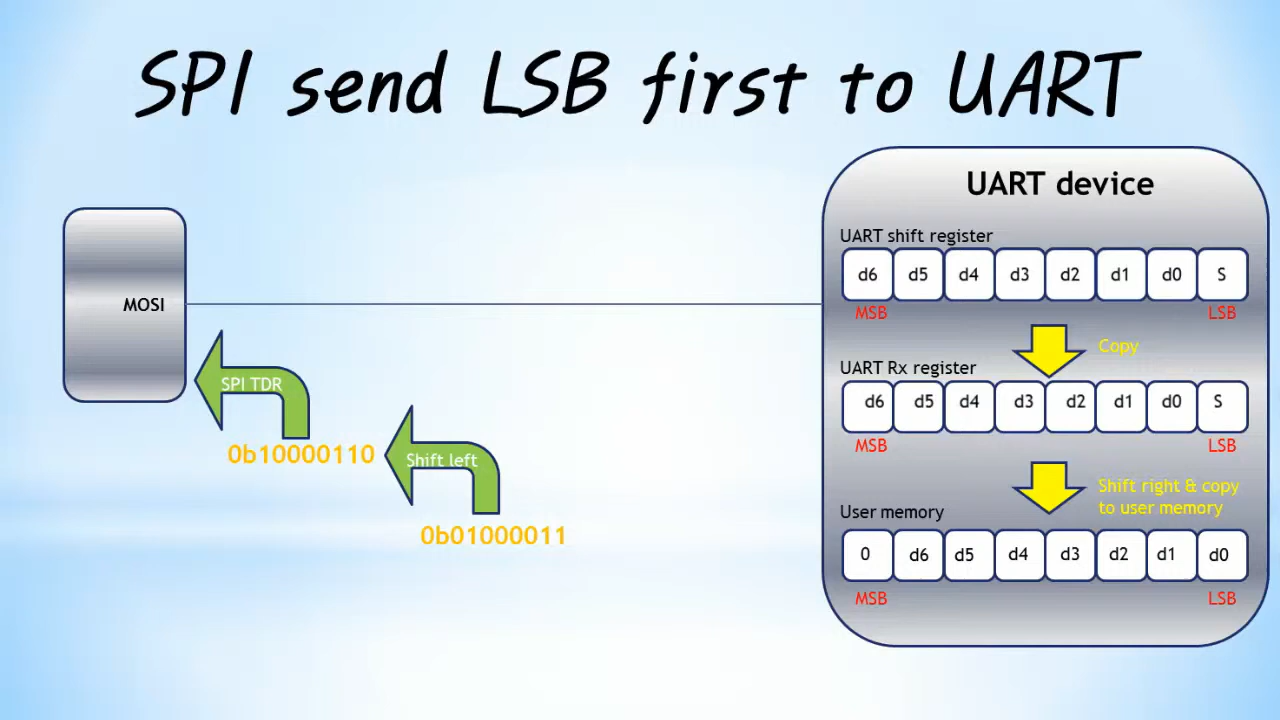 SPI send LSB first to UART
UART device
UART shift register
d6 d5 d4 d3 d2 d1 d0 S
MSB LSB
MOSI
Copy
UART Rx register
d6 d5 d4 d3 d2 d1 d0 S
MSB LSB
SPI TDR
0b10000110
Shift left
0b01000011
Shift right & copy
to user memory
User memory
0 d6 d5 d4 d3 d2 d1 d0
MSB LSB